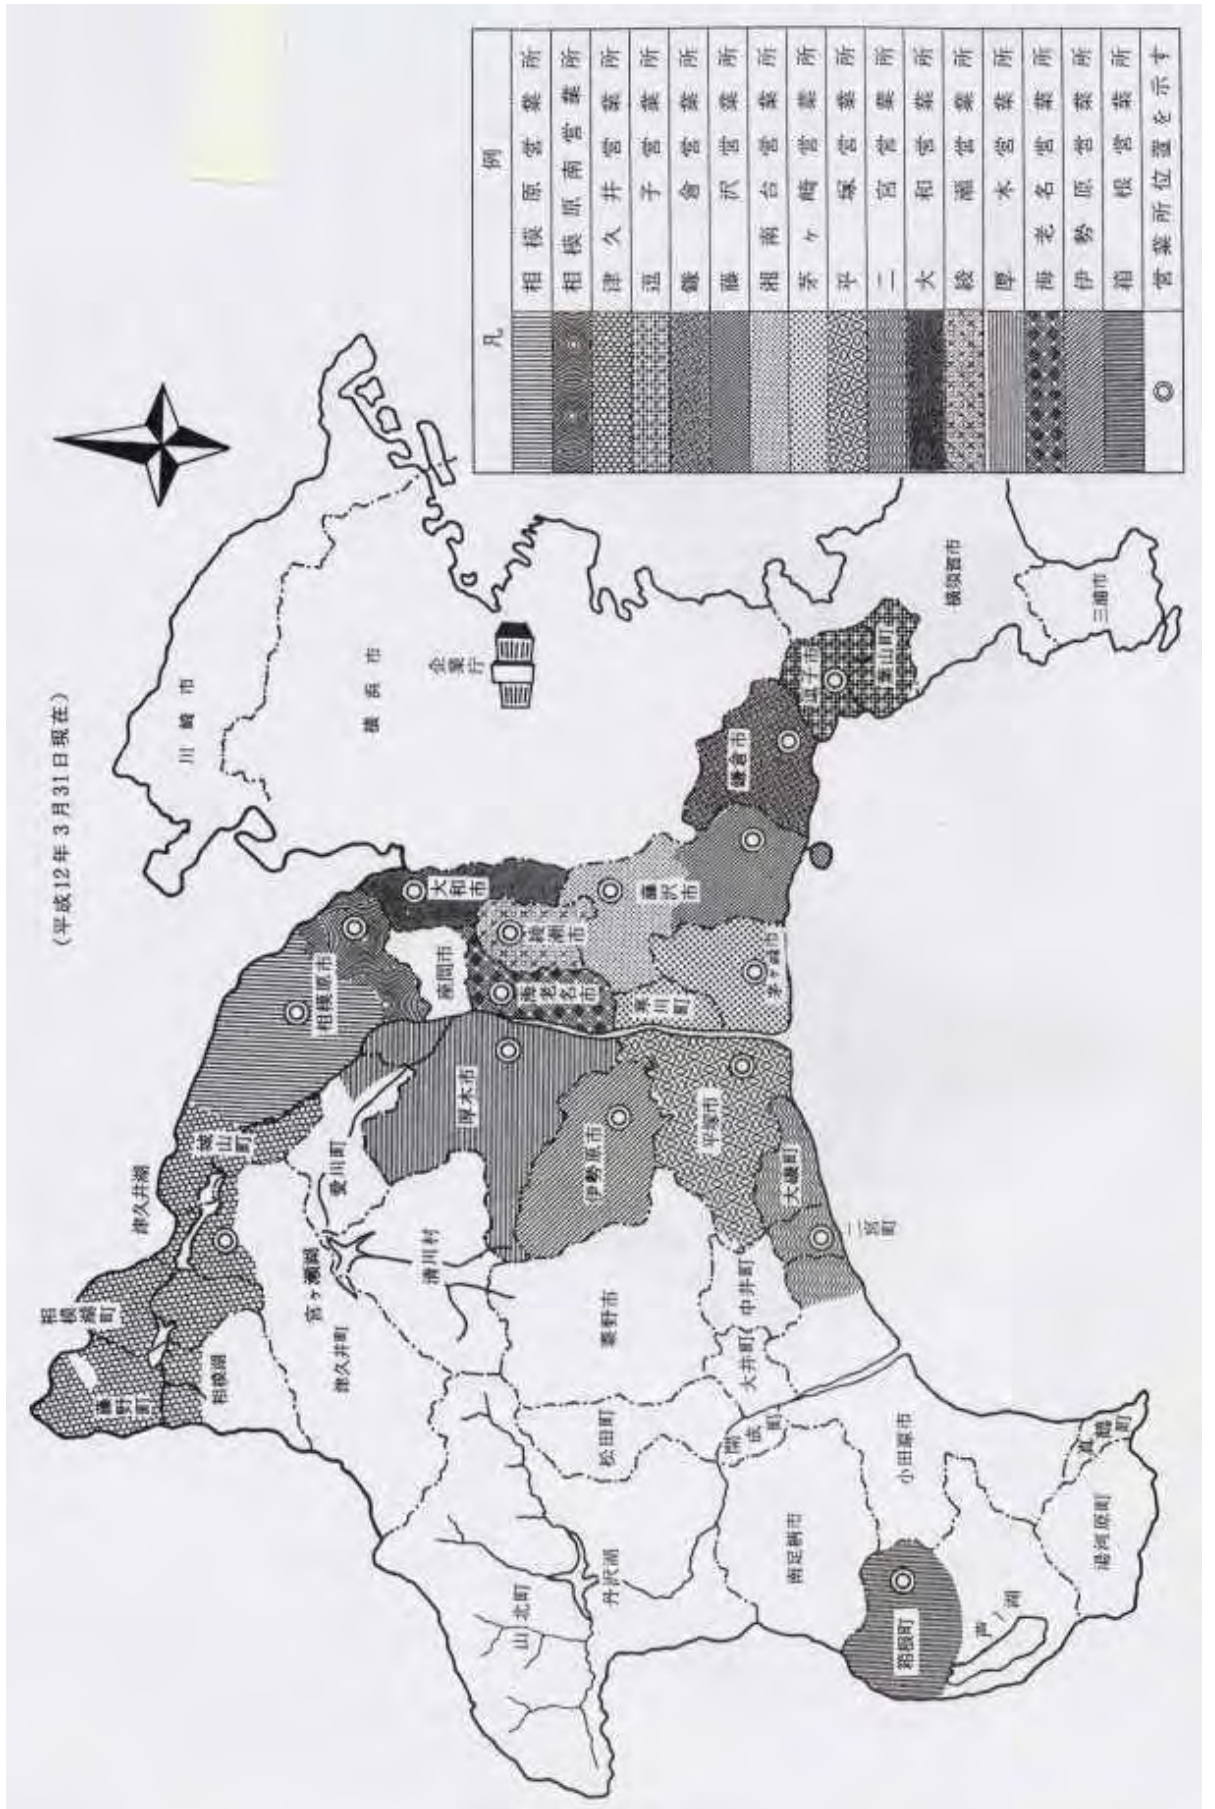 (平成12年3月31日現在)
凡例
相模原営業所
相模原南営業所
津久井営業所
逗子営業所
鎌倉営業所
藤沢営業所
湘南台営業所
茅ヶ崎営業所
平塚営業所
二宮営業所
大和営業所
綾瀬営業所
厚木営業所
海老名営業所
伊勢原営業所
箱根営業所
営業所位置を示す
川崎市
横浜市
企業庁
横須賀市
三浦市
葉山町
逗子市
鎌倉市
藤沢市
大和市
綾瀬市
座間市
海老名市
寒川町
茅ヶ崎市
相模原市
城山町
津久井湖
愛川町
厚木市
伊勢原市
平塚市
大磯町
二宮町
相模湖町
藤野町
相模湖
津久井町
宮ヶ瀬湖
清川村
秦野市
中井町
大井町
松田町
開成町
小田原市
真鶴町
湯河原町
南足柄市
山北町
丹沢湖
箱根町
芦ノ湖